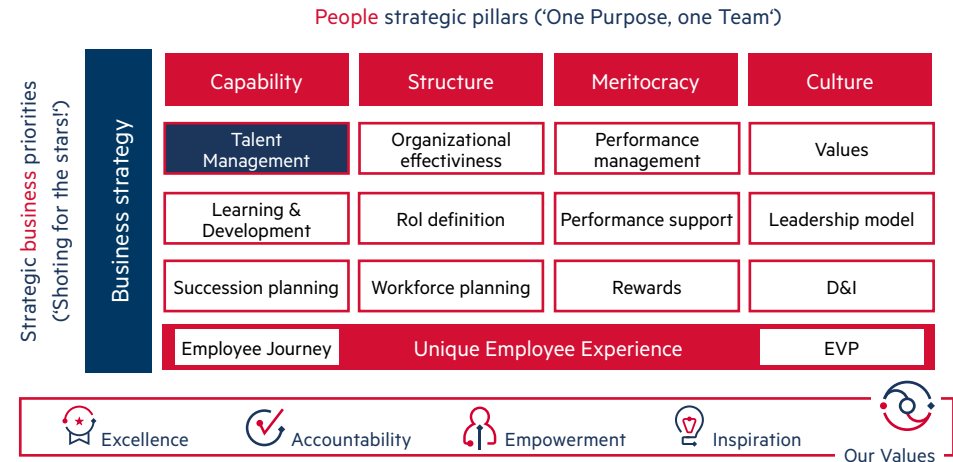 People strategic pillars (‘One Purpose, one Team‘)
Strategic business priorities
(‘Shoting for the stars!’)
Business strategy
Capability
Structure
Meritocracy
Culture
Talent
Management
Organizational
effectiviness
Performance
management
Values
Learning &
Development
Rol definition
Performance support
Leadership model
Succession planning
Workforce planning
Rewards
D&I
Employee Journey
Unique Employee Experience
EVP
Excellence
Accountability
Empowerment
Inspiration
Our Values